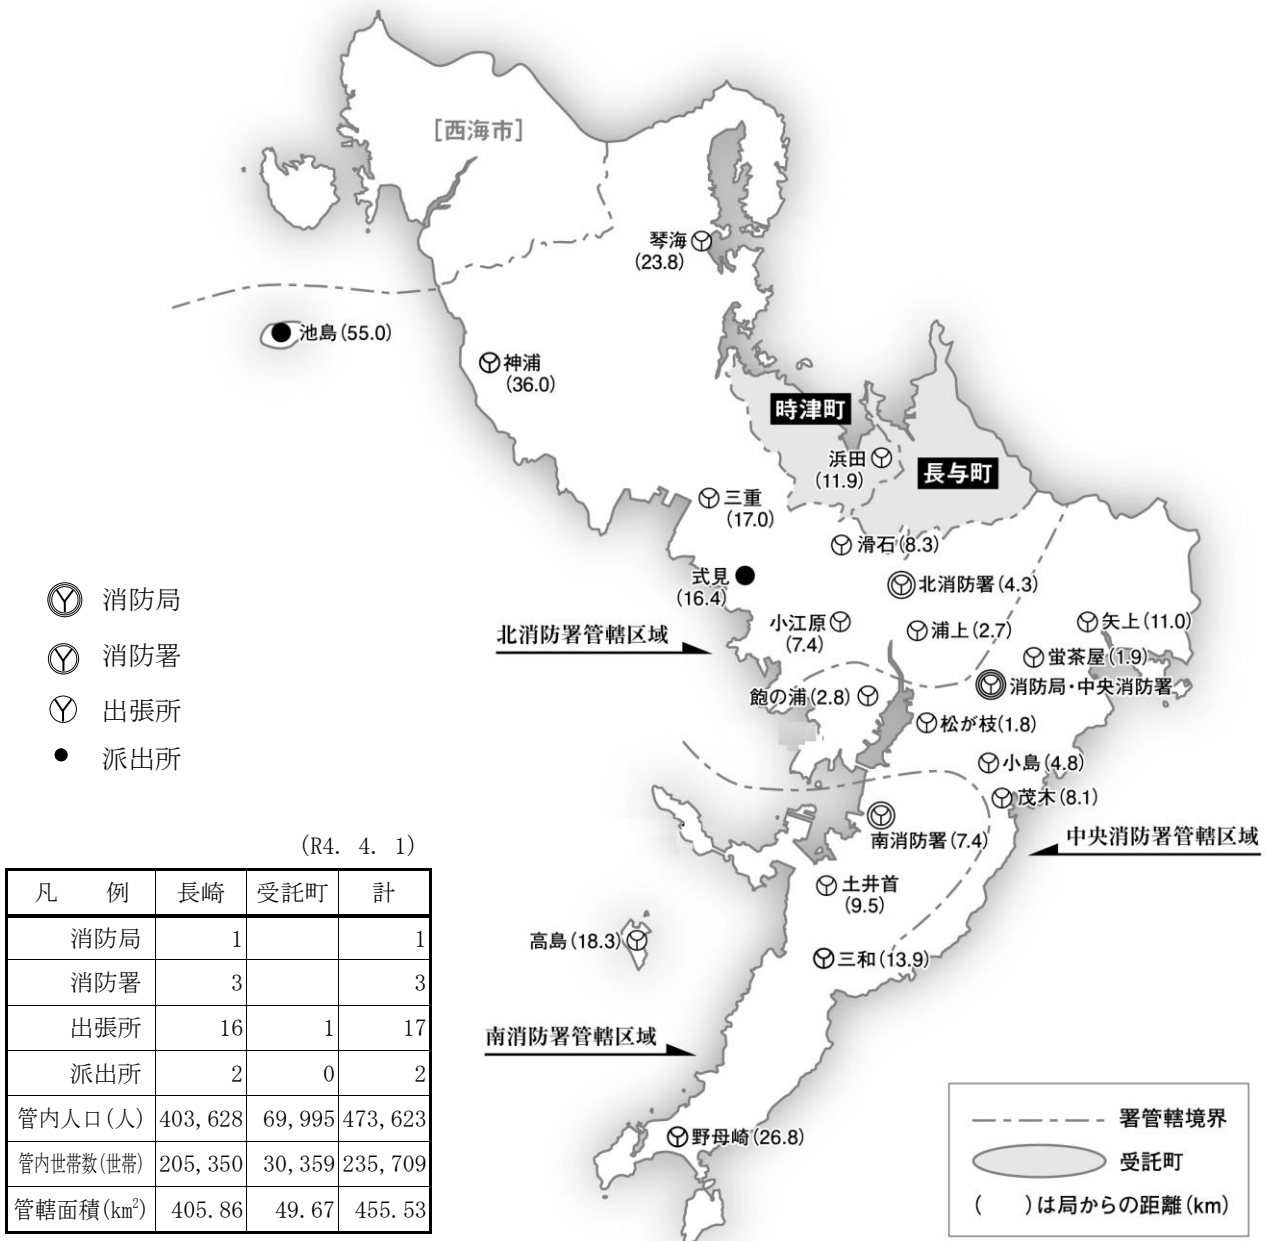 [西海市]
琴海
(23.8)
池島(55.0)
神浦
(36.0)
時津町
浜田
(11.9)
長与町
三重
(17.0)
滑石(8.3)
式見
(16.4)
北消防署(4.3)
小江原
(7.4)
浦上(2.7)
矢上(11.0)
北消防署管轄区域
蛍茶屋(1.9)
消防局・中央消防署
飽の浦(2.8)
松が枝(1.8)
小島(4.8)
茂木(8.1)
南消防署(7.4)
中央消防署管轄区域
土井首
(9.5)
高島(18.3)
三和(13.9)
南消防署管轄区域
野母崎(26.8)
消防局
消防署
出張所
派出所
(R4. 4. 1)
凡 例 長崎 受託町 計
消防局 1 1
消防署 3 3
出張所 16 1 17
派出所 2 0 2
管内人口(人) 403,628 69,995 473,623
管内世帯数(世帯) 205,350 30,359 235,709
管轄面積(km²) 405.86 49.67 455.53
署管轄境界
受託町
( )は局からの距離(km)